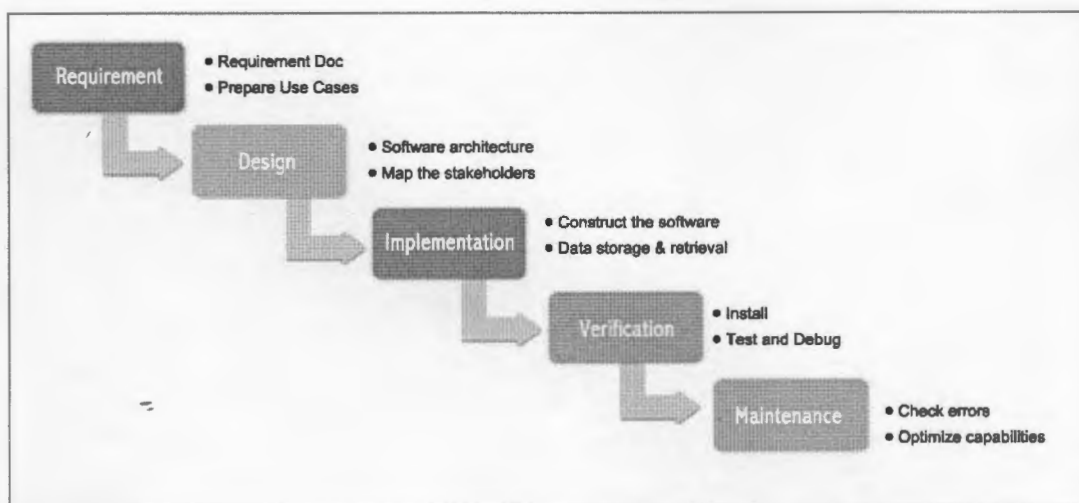 Requirement
• Requirement Doc
• Prepare Use Cases
Design
• Software architecture
• Map the stakeholders
Implementation
• Construct the software
• Data storage & retrieval
Verification
• Install
• Test and Debug
Maintenance
• Check errors
• Optimize capabilities